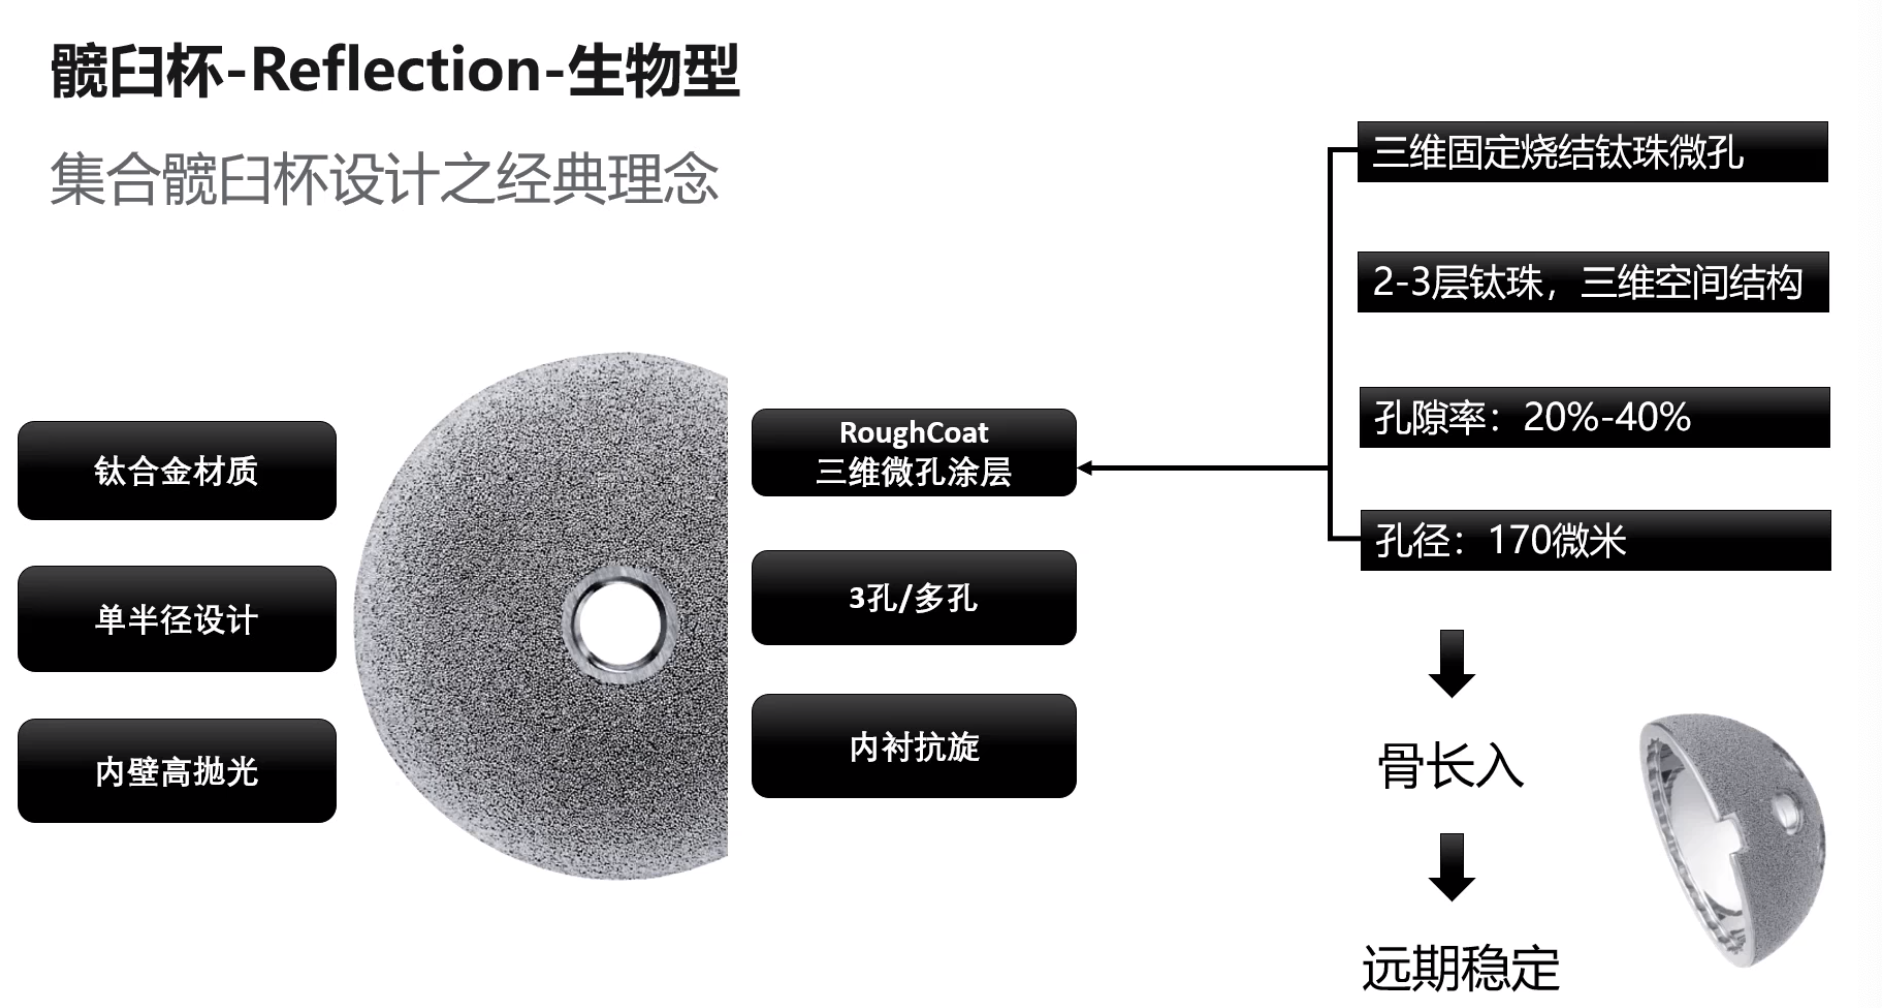 髋臼杯-Reflection-生物型
集合髋臼杯设计之经典理念
钛合金材质
单半径设计
内壁高抛光
RoughCoat
三维微孔涂层
3孔/多孔
内衬抗旋
三维固定烧结钛珠微孔
2-3层钛珠，三维空间结构
孔隙率：20%-40%
孔径：170微米
骨长入
远期稳定